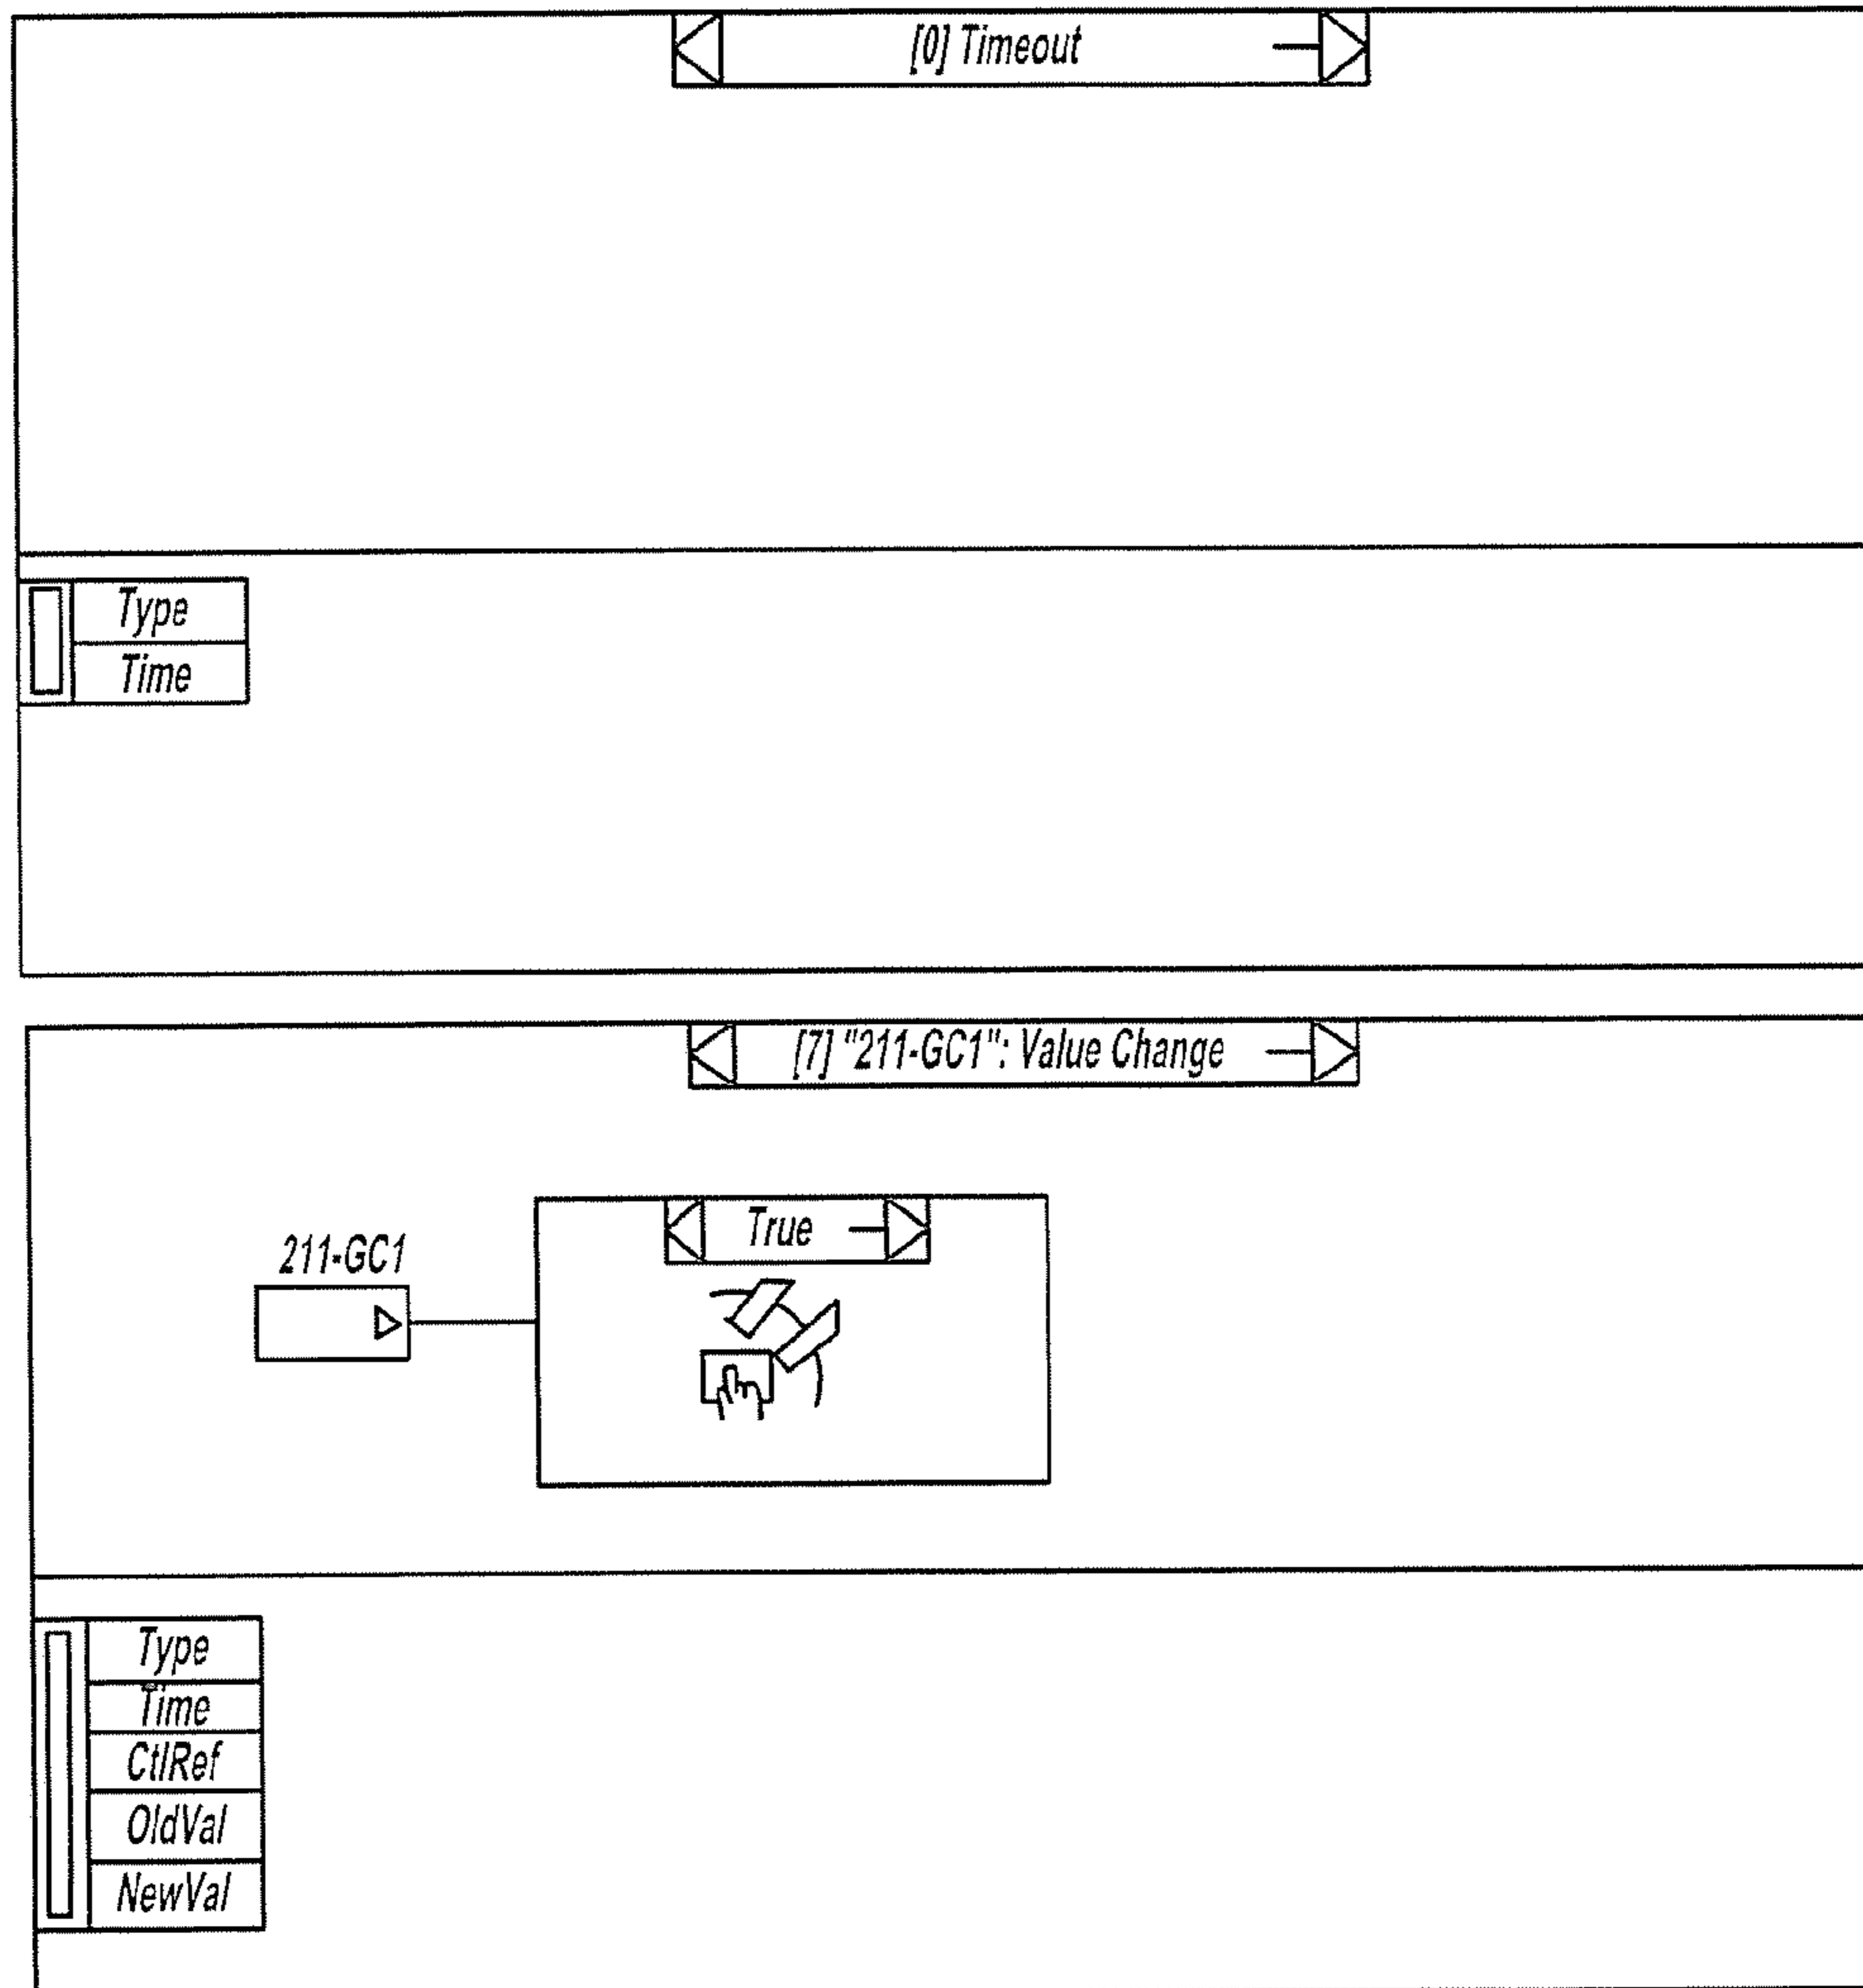 [0] Timeout
Type
Time
[7] "211-GC1": Value Change
True
211-GC1
Type
Time
CtlRef
OldVal
NewVal